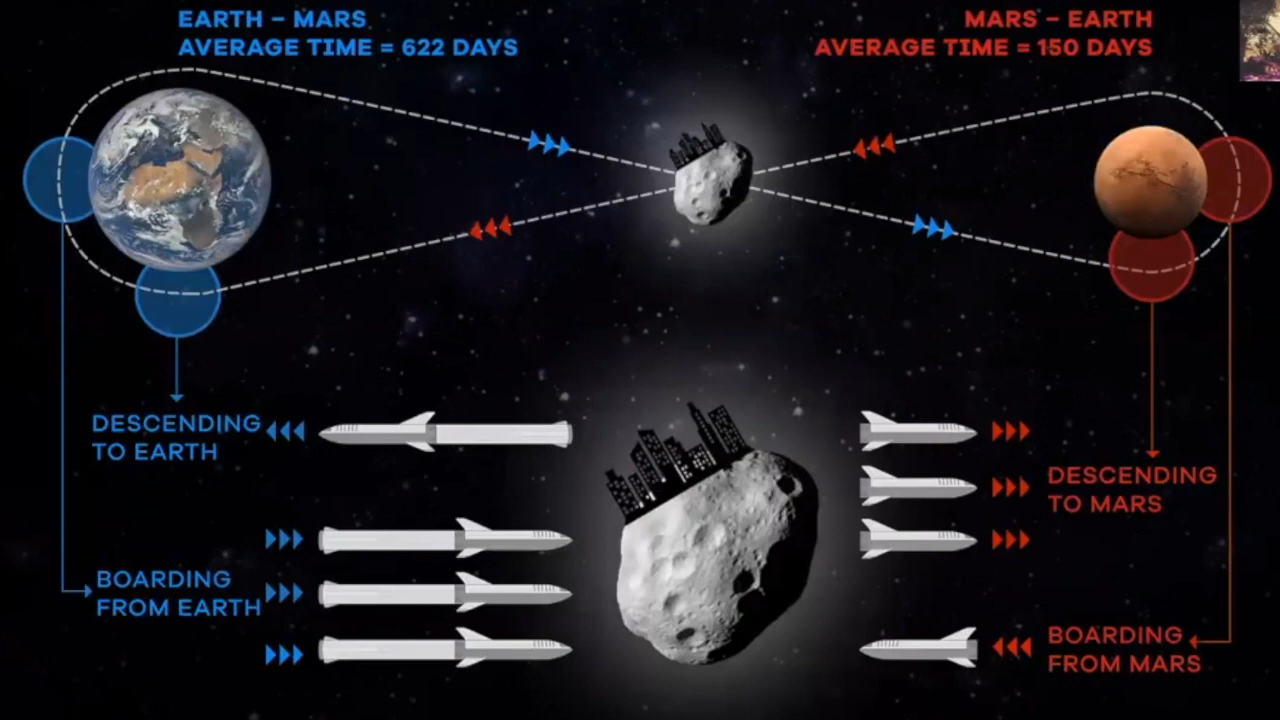 EARTH – MARS
AVERAGE TIME = 622 DAYS
MARS – EARTH
AVERAGE TIME = 150 DAYS
DESCENDING
TO EARTH
BOARDING
FROM EARTH
DESCENDING
TO MARS
BOARDING
FROM MARS